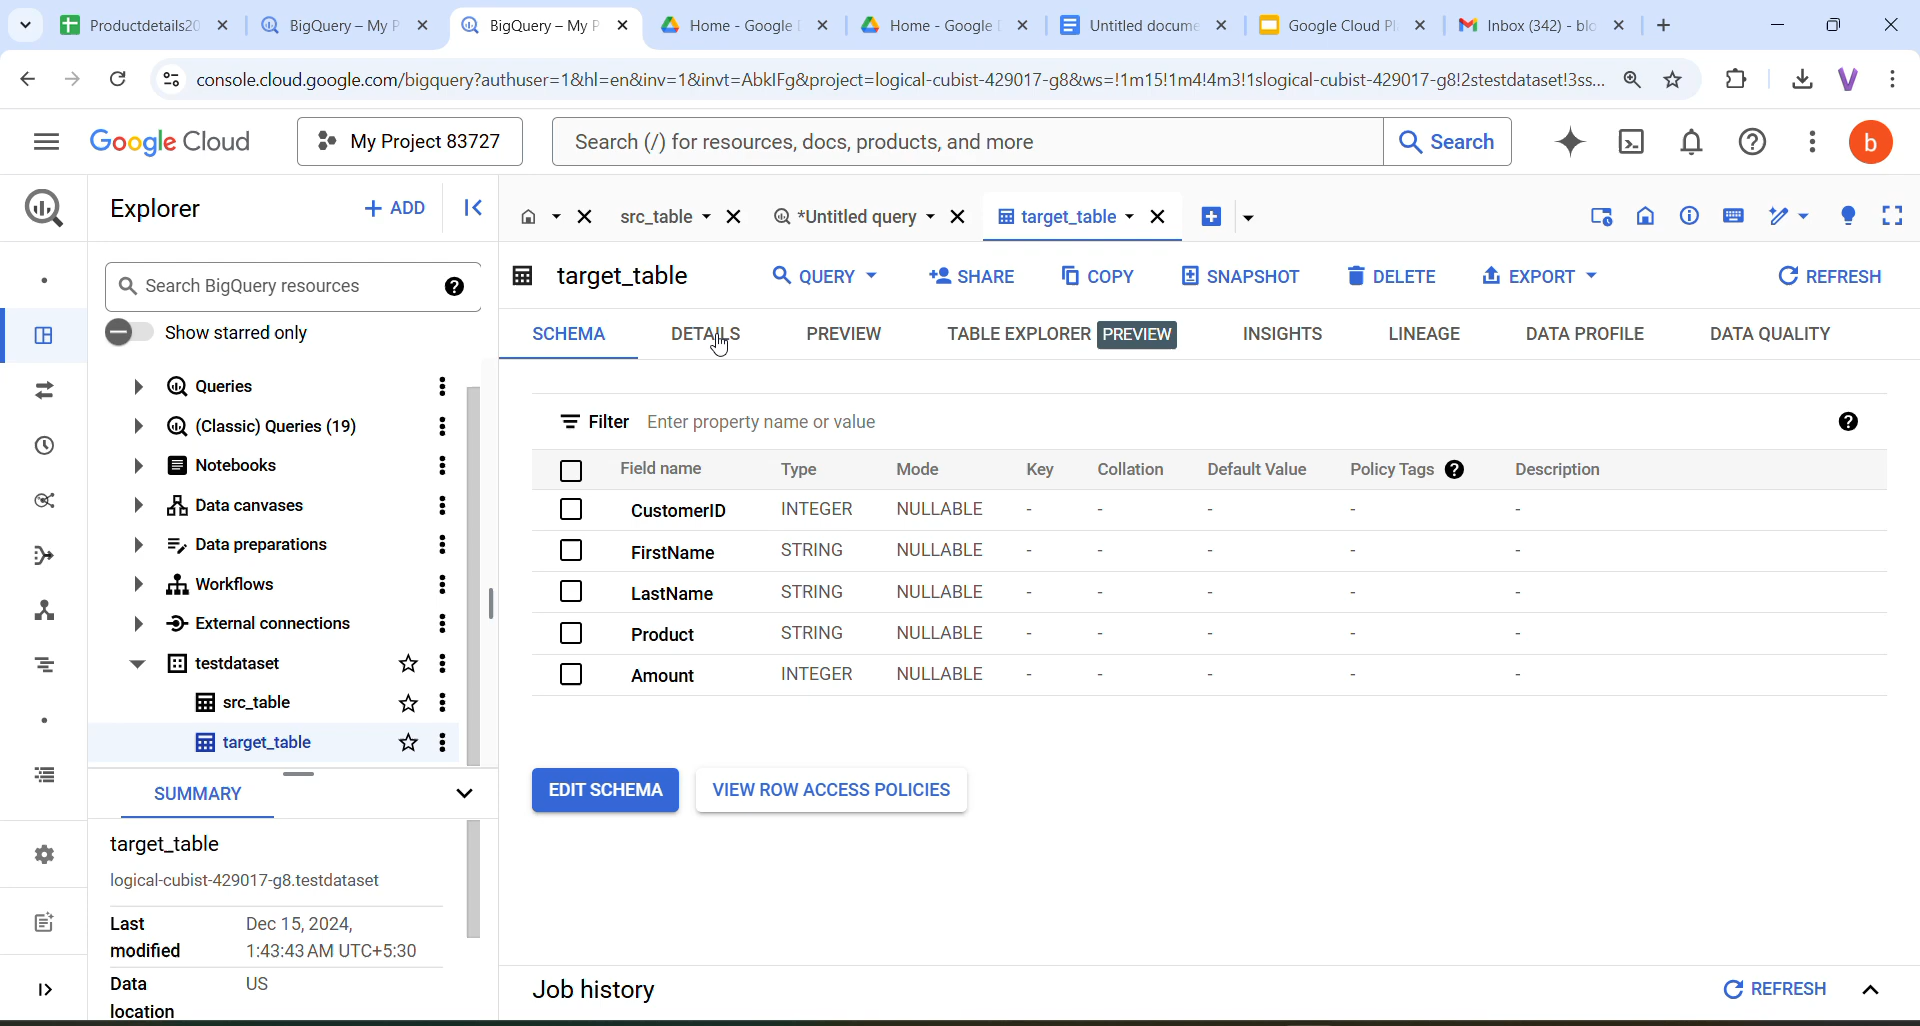 Productdetails20
BigQuery – My P
BigQuery – My P
Home - Google
Home - Google
Untitled docume
Google Cloud Pl
Inbox (342) - blo
console.cloud.google.com/bigquery?authuser=1&hl=en&inv=1&invt=AbklFg&project=logical-cubist-429017-g8&ws=!1m15!1m4!4m3!1slogical-cubist-429017-g8!2stestdataset!3ss...
Google Cloud
My Project 83727
Search (/) for resources, docs, products, and more
Search
b
Explorer
+ ADD
src_table
*Untitled query
target_table
Search BigQuery resources
target_table
QUERY
SHARE
COPY
SNAPSHOT
DELETE
EXPORT
REFRESH
Show starred only
SCHEMA
DETAILS
PREVIEW
TABLE EXPLORER PREVIEW
INSIGHTS
LINEAGE
DATA PROFILE
DATA QUALITY
Queries
(Classic) Queries (19)
Notebooks
Data canvases
Data preparations
Workflows
External connections
testdataset
src_table
target_table
Filter Enter property name or value
Field name Type Mode Key Collation Default Value Policy Tags Description
CustomerID INTEGER NULLABLE - - - - -
FirstName STRING NULLABLE - - - - -
LastName STRING NULLABLE - - - - -
Product STRING NULLABLE - - - - -
Amount INTEGER NULLABLE - - - - -
EDIT SCHEMA
VIEW ROW ACCESS POLICIES
SUMMARY
target_table
logical-cubist-429017-g8.testdataset
Last modified
Dec 15, 2024,
1:43:43 AM UTC+5:30
Data location
US
Job history
REFRESH